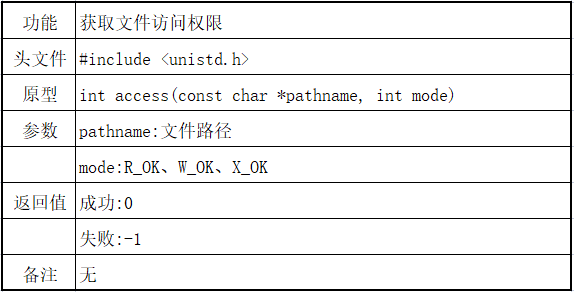 功能 获取文件访问权限
头文件 #include <unistd.h>
原型 int access(const char *pathname, int mode)
参数 pathname:文件路径
mode:R_OK、W_OK、X_OK
返回值 成功:0
失败:-1
备注 无